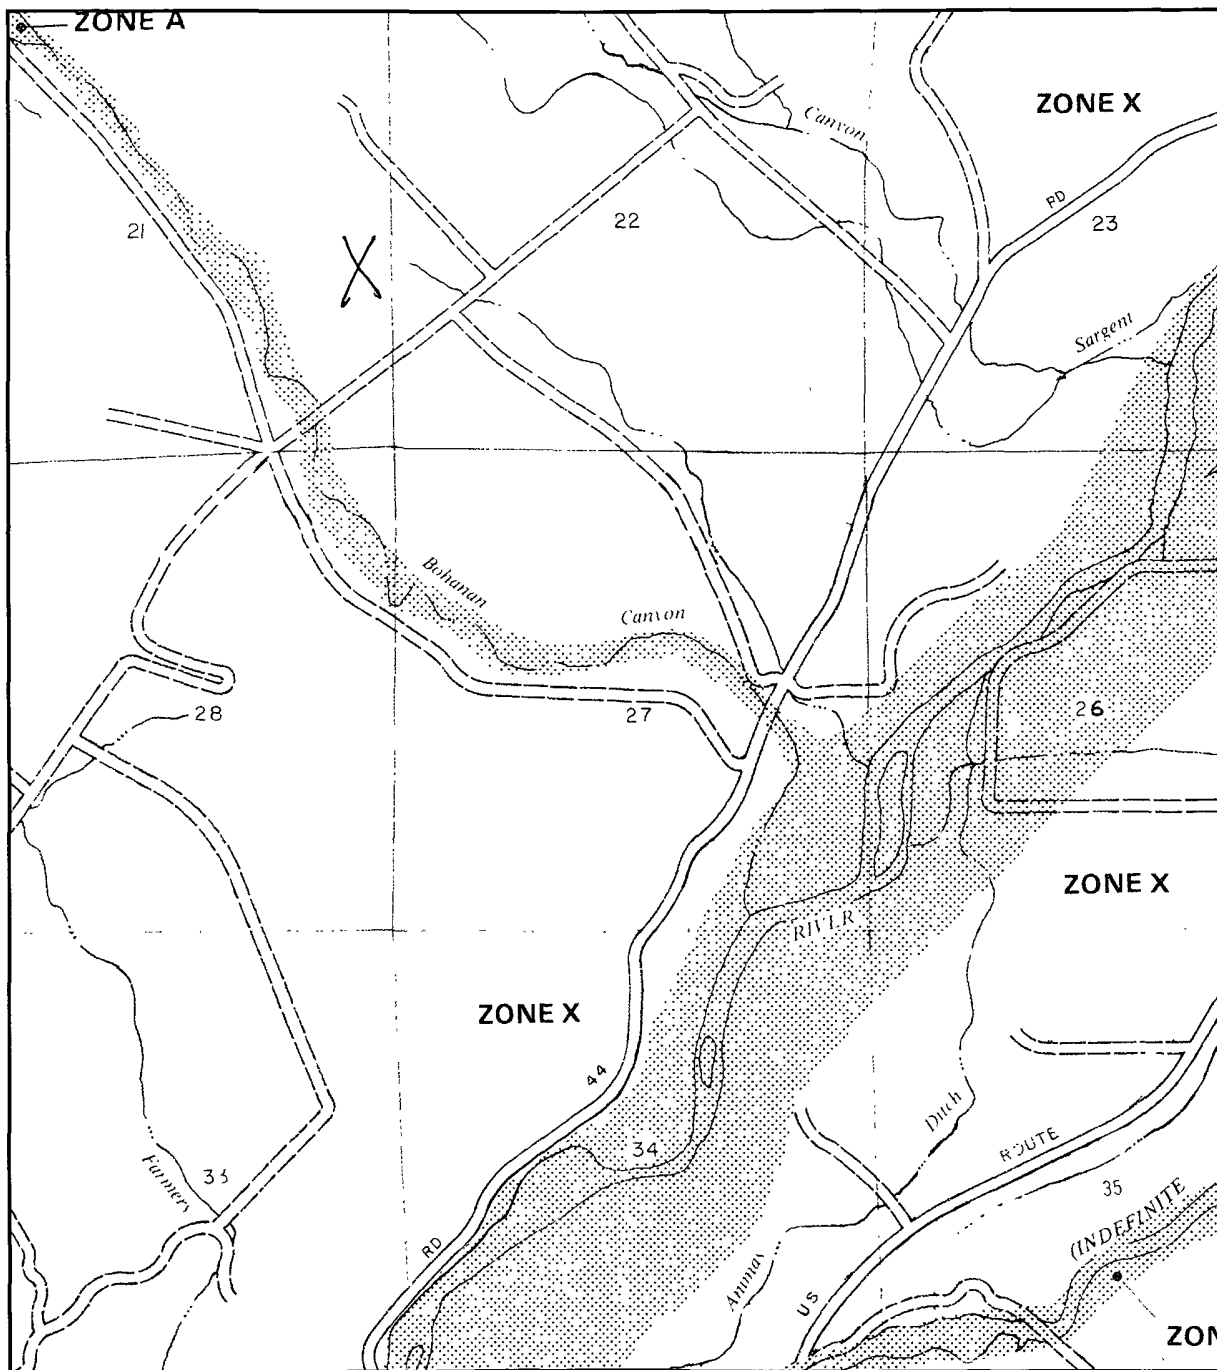 ZONE A
ZONE X
Canyon
RD
21
22
23
X
Sargent
Bohanan
Canyon
28
27
26
ZONE X
RIVER
ZONE X
44
34
Ditch
ROUTE
Farmers
33
35
(INDEFINITE
RD
Animas
US
ZON